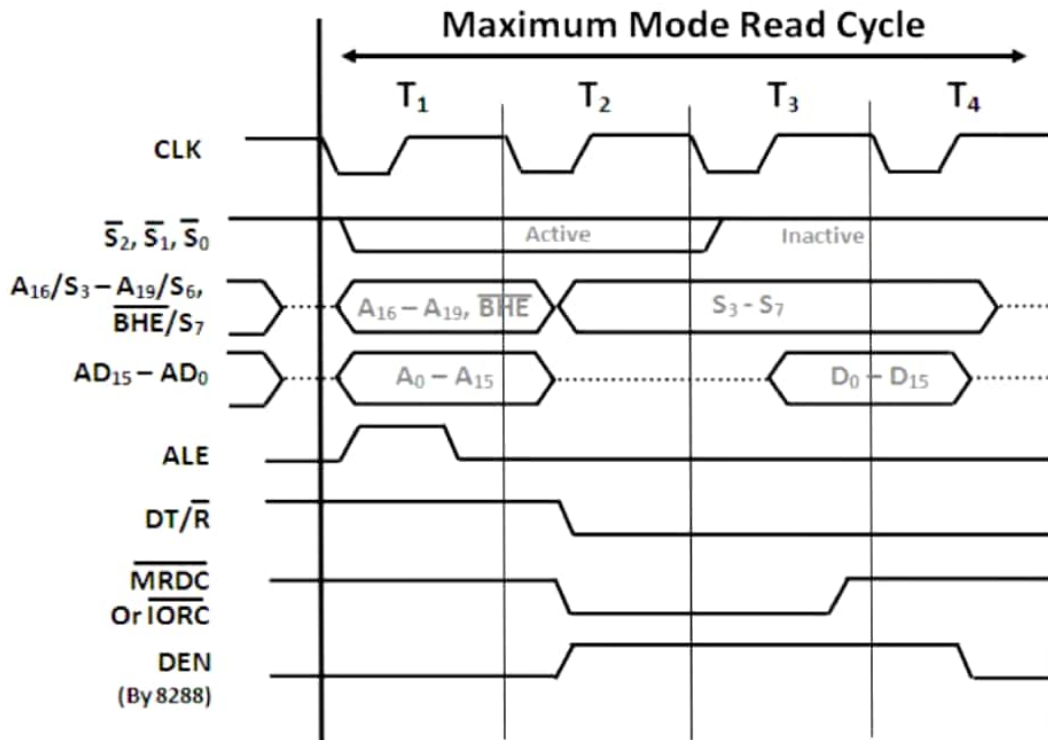 Maximum Mode Read Cycle
T₁ T₂ T₃ T₄
CLK
S̅₂, S̅₁, S̅₀ Active Inactive
A₁₆/S₃ – A₁₉/S₆,
B̅H̅E̅/S₇ A₁₆ – A₁₉, B̅H̅E̅ S₃ - S₇
AD₁₅ – AD₀ A₀ – A₁₅ D₀ – D₁₅
ALE
DT/R̅
M̅R̅D̅C̅
Or I̅O̅R̅C̅
DEN
(By 8288)